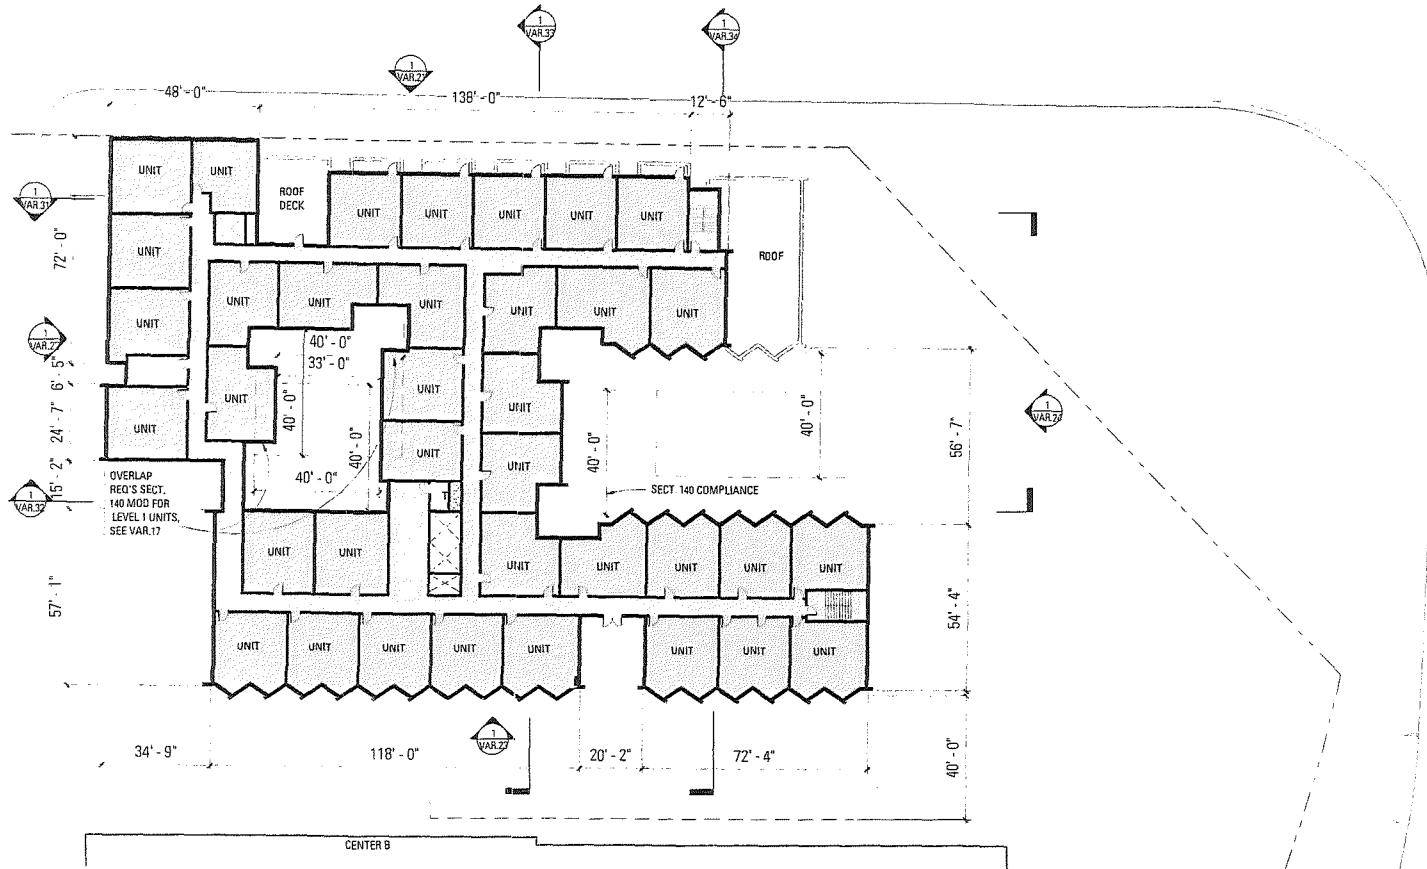 1
VAR.33
1
VAR.34
1
VAR.21
48' - 0"
138' - 0"
12' - 6"
UNIT
UNIT
ROOF
DECK
UNIT
UNIT
UNIT
UNIT
UNIT
1
VAR.31
72' - 0"
UNIT
ROOF
UNIT
UNIT
UNIT
UNIT
UNIT
UNIT
UNIT
1
40' - 0"
33' - 0"
6' - 5"
UNIT
UNIT
UNIT
40' - 0"
40' - 0"
40' - 0"
40' - 0"
1
VAR.24
24' - 7"
UNIT
56' - 7"
UNIT
UNIT
40' - 0"
15' - 2"
OVERLAP
REQ'S SECT.
140 MOD FOR
LEVEL 1 UNITS,
SEE VAR.17
1
VAR.32
T
SECT. 140 COMPLIANCE
UNIT
UNIT
UNIT
UNIT
UNIT
UNIT
UNIT
57' - 1"
54' - 4"
UNIT
UNIT
UNIT
UNIT
UNIT
UNIT
UNIT
UNIT
1
VAR.23
34' - 9"
118' - 0"
20' - 2"
72' - 4"
40' - 0"
CENTER B